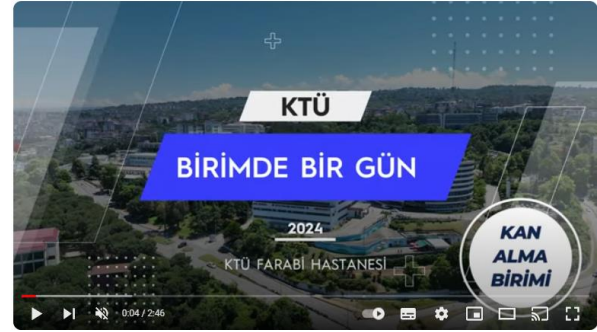 KTÜ
BİRİMDE BİR GÜN
2024
KTÜ FARABİ HASTANESİ
KAN
ALMA
BİRİMİ
0:04 / 2:46